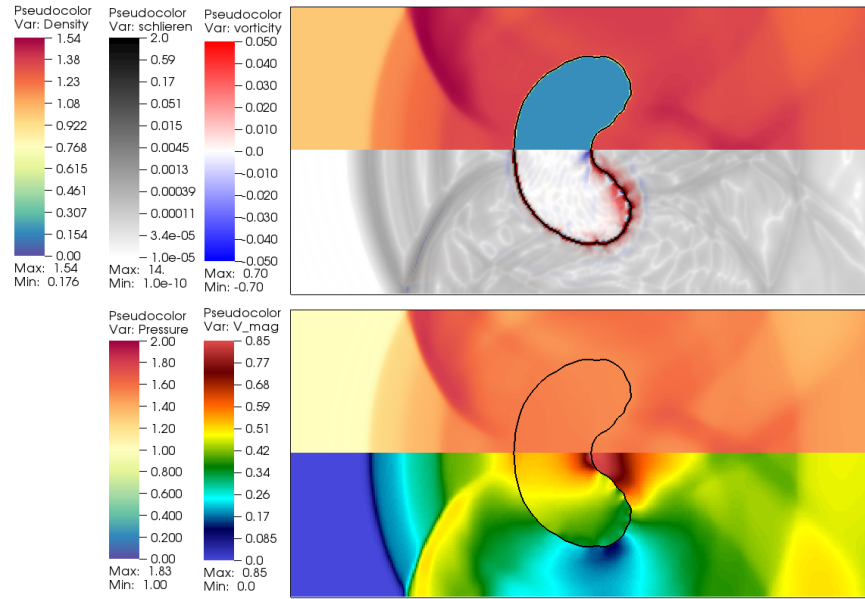 Pseudocolor
Var: Density
1.54
1.38
1.23
1.08
0.922
0.768
0.615
0.461
0.307
0.154
0.00
Max: 1.54
Min: 0.176
Pseudocolor
Var: schlieren
2.0
0.59
0.17
0.051
0.015
0.0045
0.0013
0.00039
0.00011
3.4e-05
1.0e-05
Max: 14.
Min: 1.0e-10
Pseudocolor
Var: vorticity
0.050
0.040
0.030
0.020
0.010
0.0
-0.010
-0.020
-0.030
-0.040
-0.050
Max: 0.70
Min: -0.70
Pseudocolor
Var: Pressure
2.00
1.80
1.60
1.40
1.20
1.00
0.800
0.600
0.400
0.200
0.00
Max: 1.83
Min: 1.00
Pseudocolor
Var: V_mag
0.85
0.77
0.68
0.60
0.51
0.43
0.34
0.26
0.17
0.085
0.0
Max: 0.85
Min: 0.0